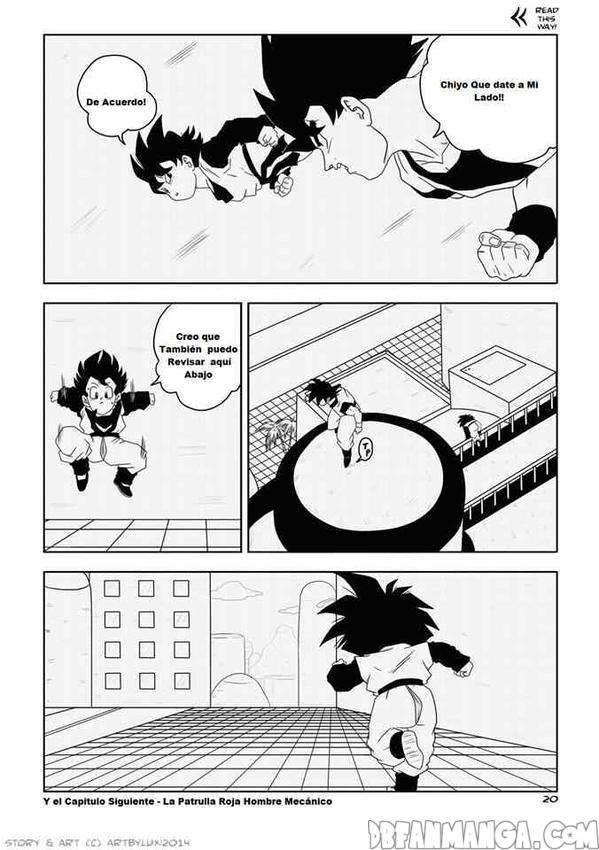 READ
THIS
WAY!
Chiyo Que date a Mi
Lado!!
De Acuerdo!
Creo que
También puedo
Revisar aquí
Abajo
TP
Y el Capitulo Siguiente - La Patrulla Roja Hombre Mecánico
20
STORY & ART (C) ARTBYLUX!2014
DBFANMANGA.COM